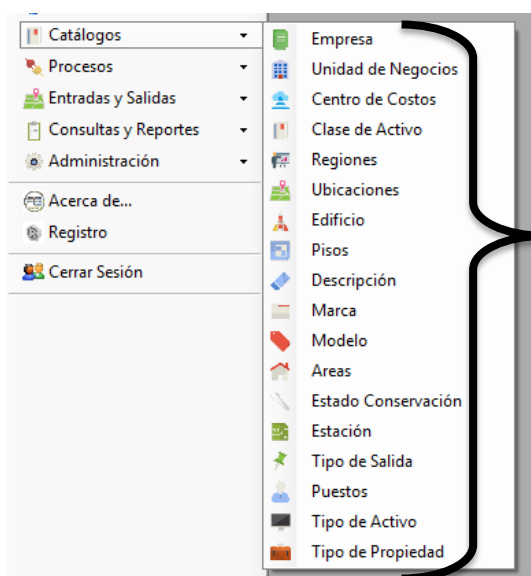 Catálogos
Procesos
Entradas y Salidas
Consultas y Reportes
Administración
Acerca de...
Registro
Cerrar Sesión
Empresa
Unidad de Negocios
Centro de Costos
Clase de Activo
Regiones
Ubicaciones
Edificio
Pisos
Descripción
Marca
Modelo
Areas
Estado Conservación
Estación
Tipo de Salida
Puestos
Tipo de Activo
Tipo de Propiedad